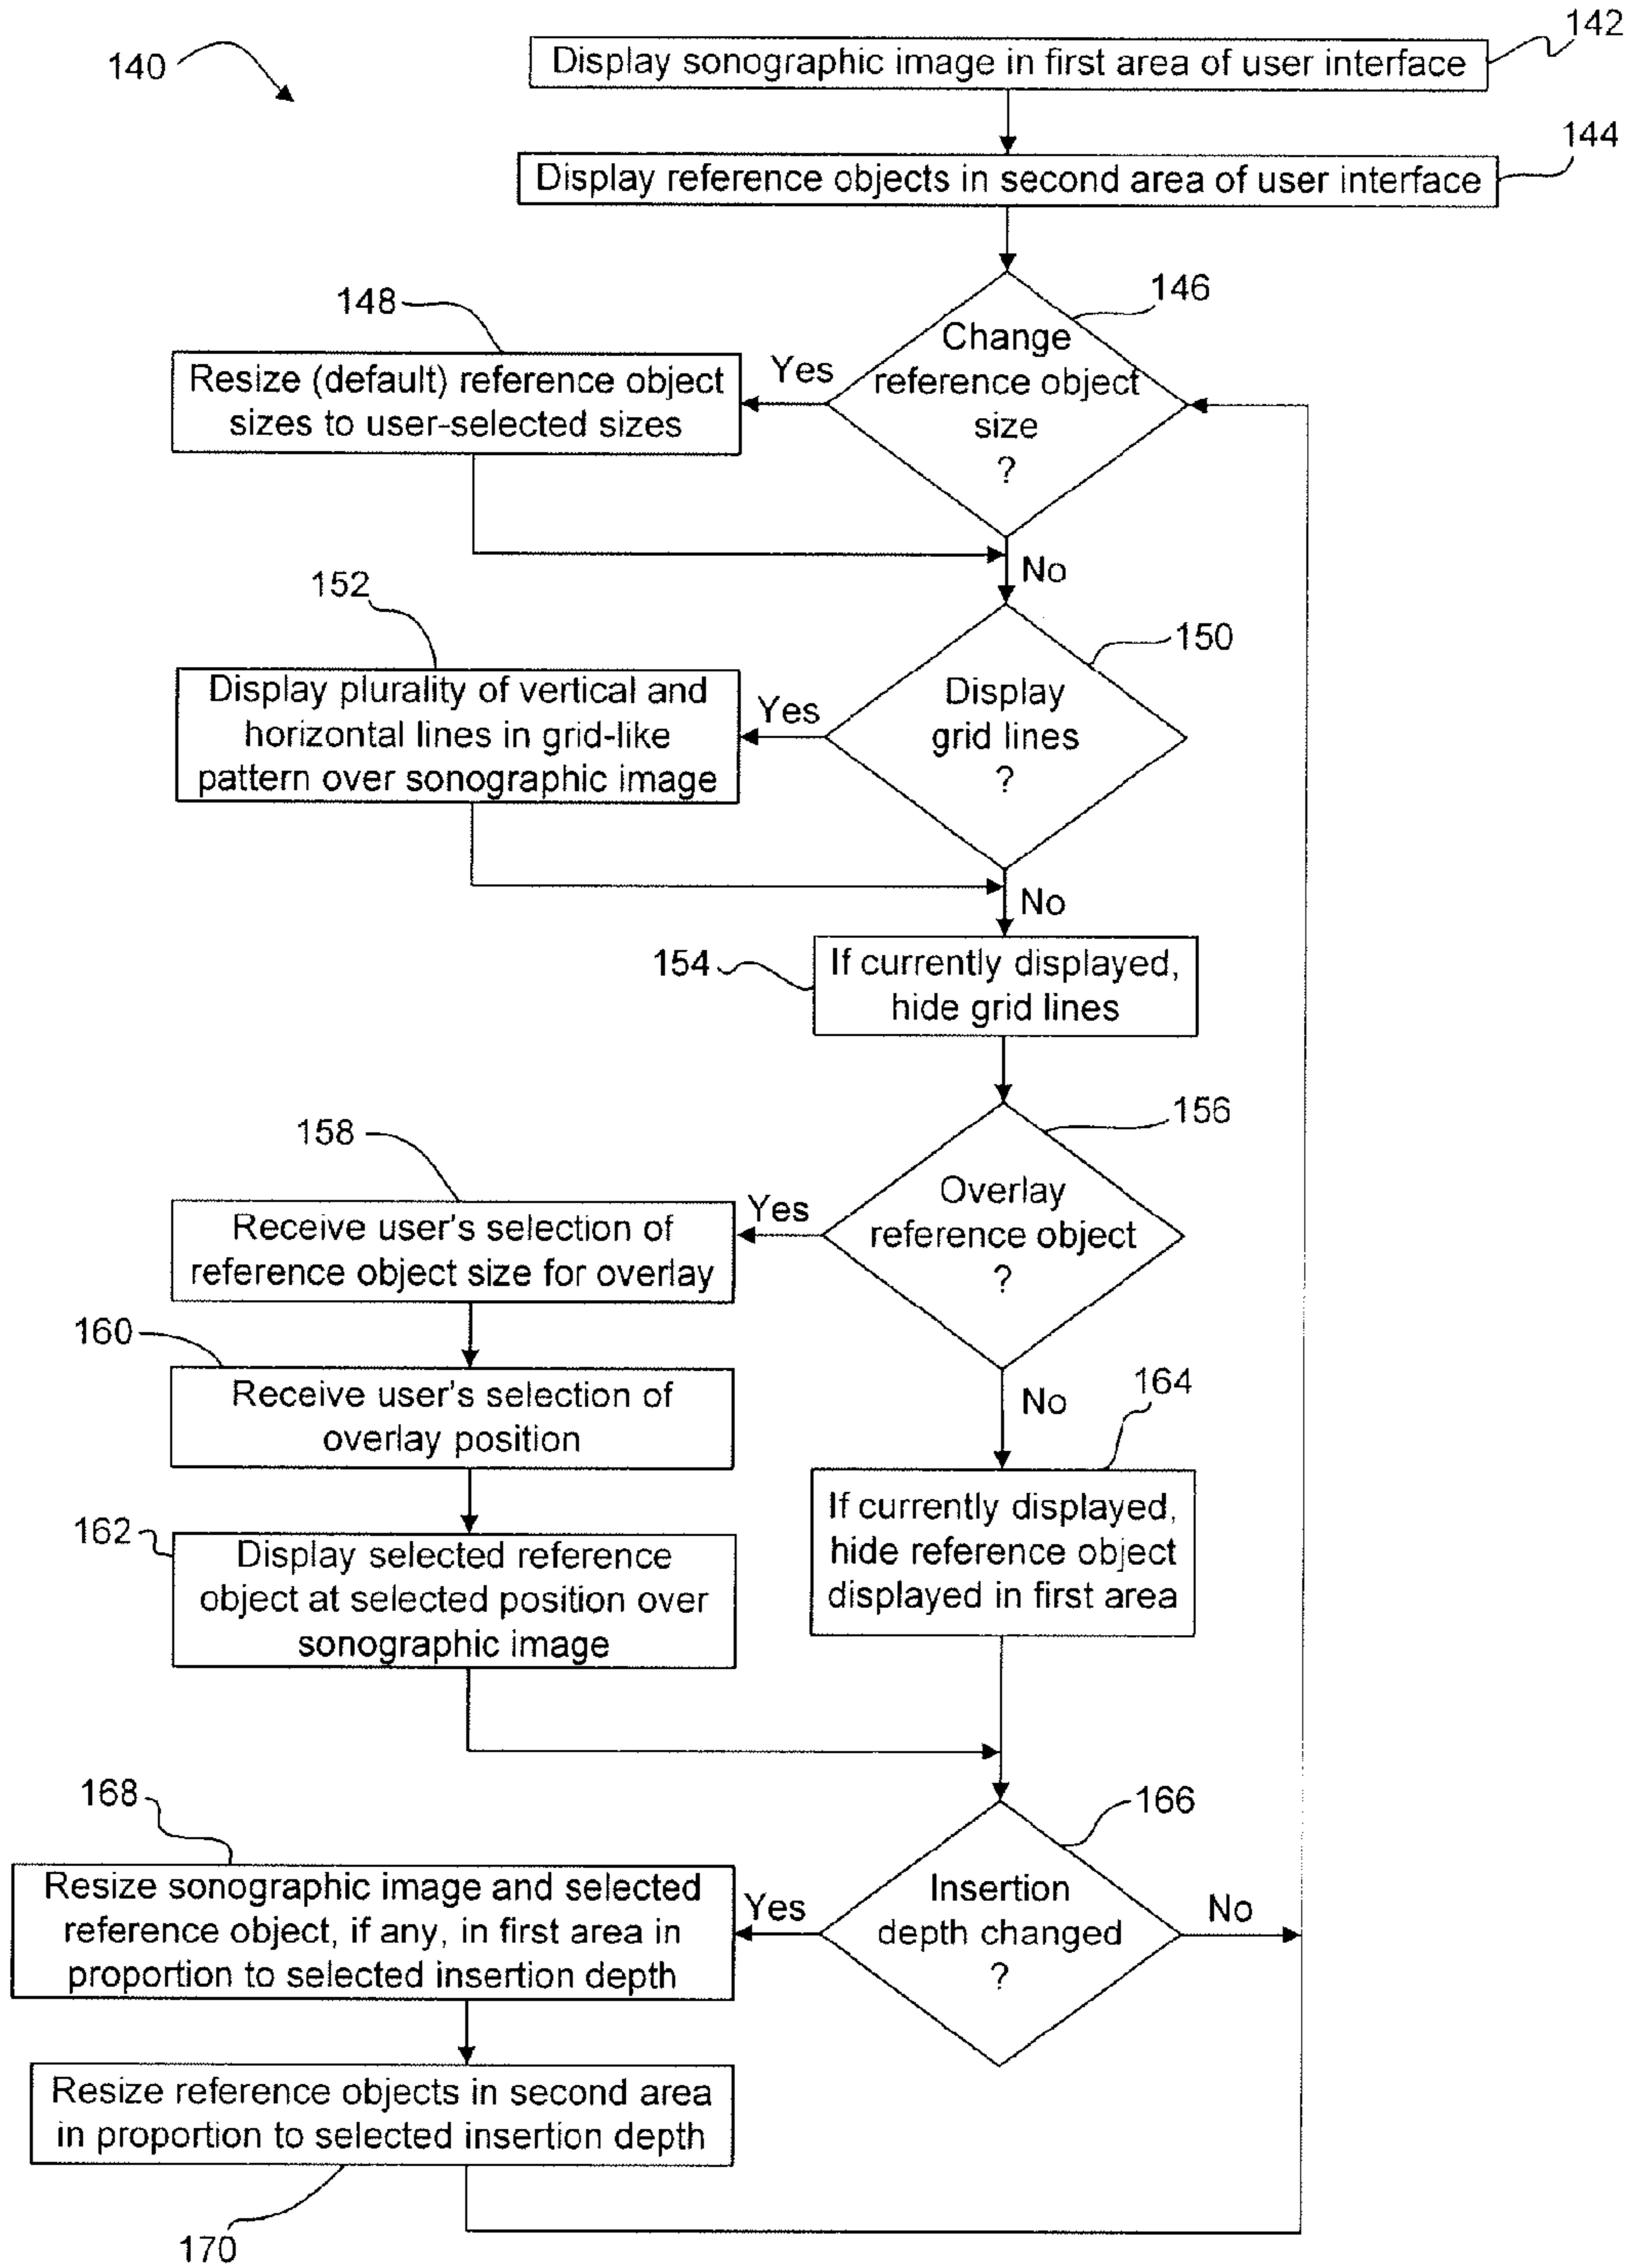 140
142
Display sonographic image in first area of user interface
144
Display reference objects in second area of user interface
146
Change
reference object
size
?
148
Yes
Resize (default) reference object
sizes to user-selected sizes
No
150
Display
grid lines
?
152
Yes
Display plurality of vertical and
horizontal lines in grid-like
pattern over sonographic image
No
154
If currently displayed,
hide grid lines
156
Overlay
reference object
?
158
Yes
Receive user's selection of
reference object size for overlay
160
Receive user's selection of
overlay position
162
Display selected reference
object at selected position over
sonographic image
No
164
If currently displayed,
hide reference object
displayed in first area
166
Insertion
depth changed
?
No
168
Yes
Resize sonographic image and selected
reference object, if any, in first area in
proportion to selected insertion depth
Resize reference objects in second area
in proportion to selected insertion depth
170